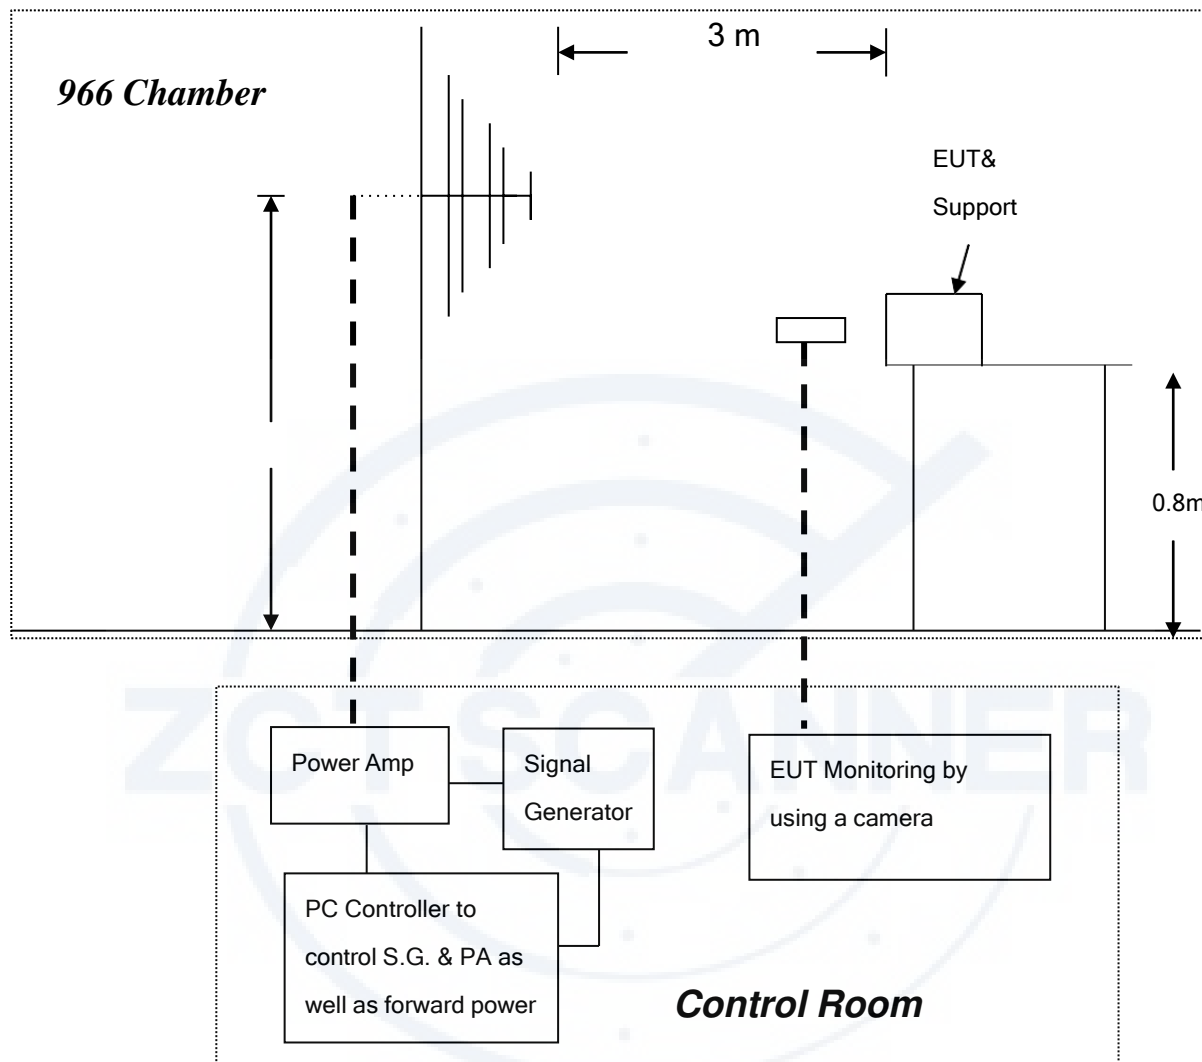 3 m
966 Chamber
EUT&
Support
0.8m
ZCT SCANNER
Power Amp
Signal
Generator
EUT Monitoring by
using a camera
PC Controller to
control S.G. & PA as
well as forward power
Control Room